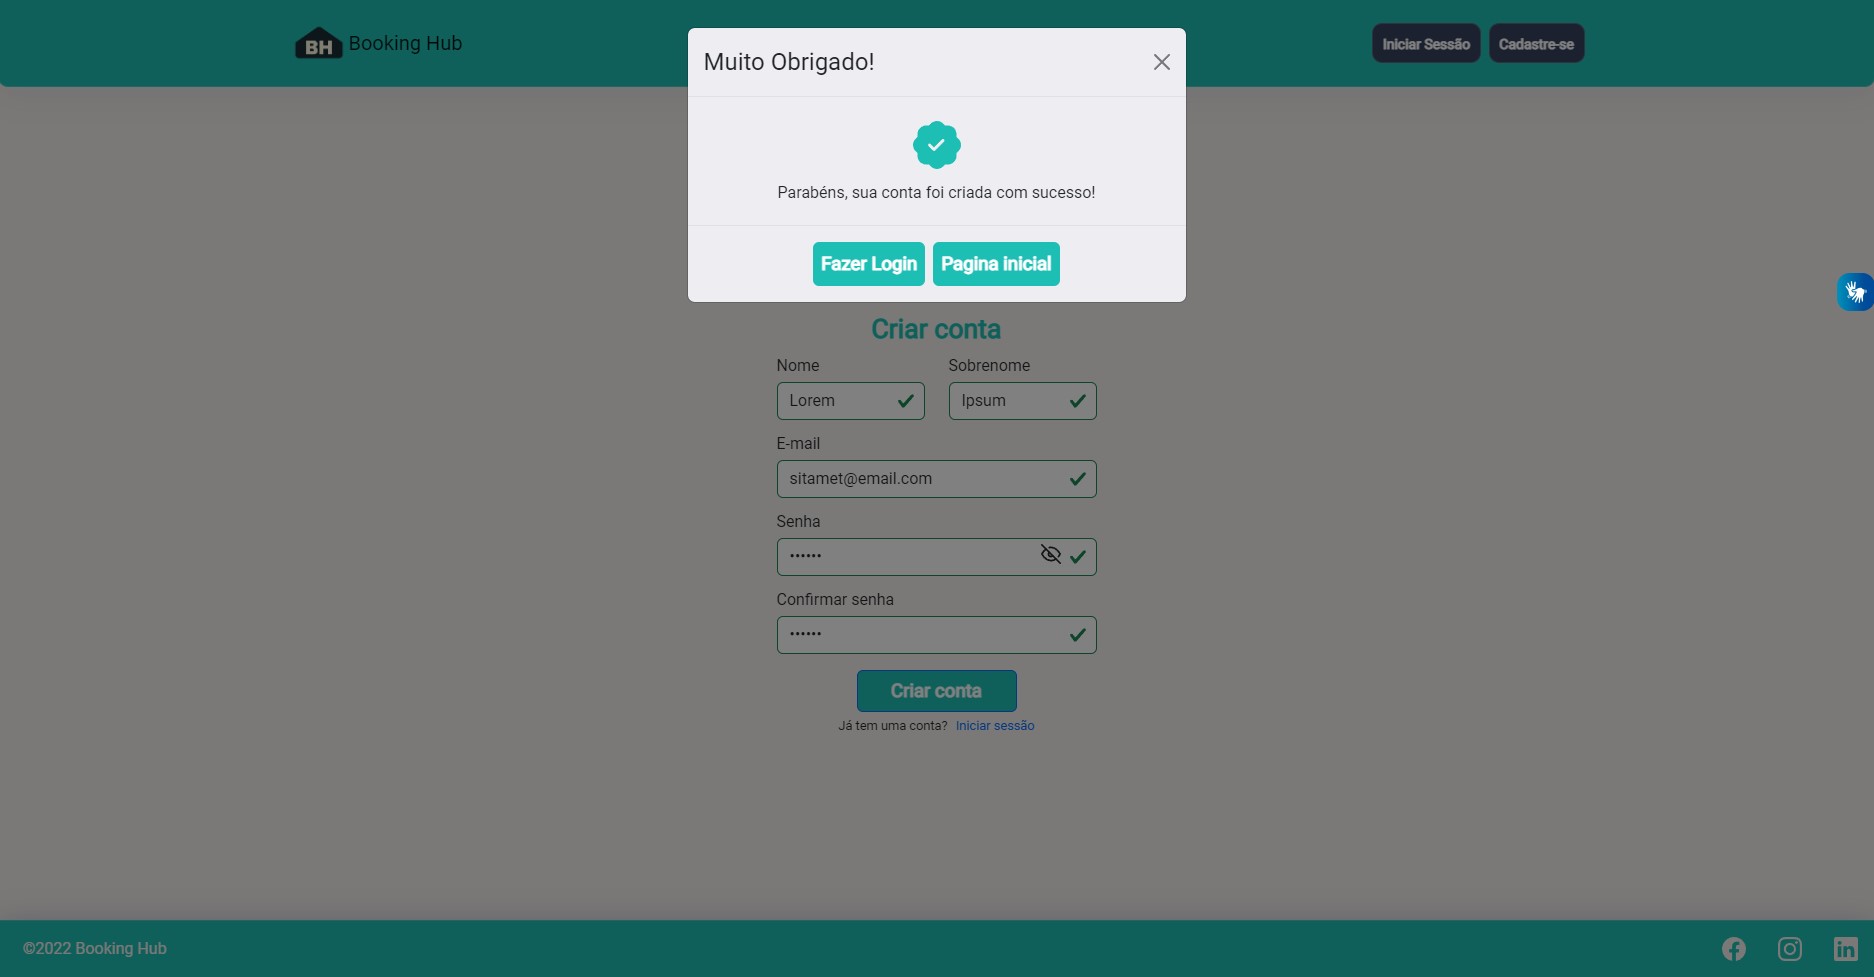 BH Booking Hub
Iniciar Sessão
Cadastre-se
Muito Obrigado!
Parabéns, sua conta foi criada com sucesso!
Fazer Login
Pagina inicial
Criar conta
Nome
Sobrenome
Lorem
Ipsum
E-mail
sitamet@email.com
Senha
••••••
Confirmar senha
••••••
Criar conta
Já tem uma conta? Iniciar sessão
©2022 Booking Hub